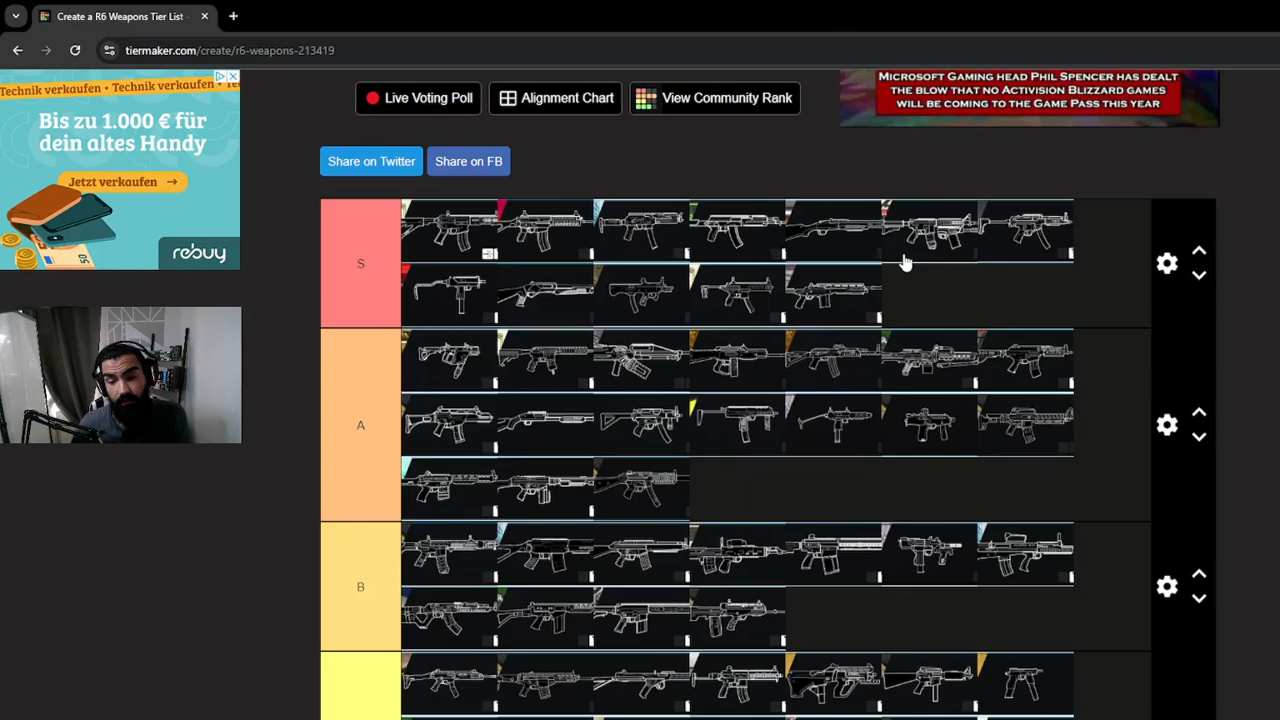 Create a R6 Weapons Tier List -
tiermaker.com/create/r6-weapons-213419
Technik verkaufen • Technik verkaufen •
Bis zu 1.000 € für
dein altes Handy
Jetzt verkaufen →
rebuy
Live Voting Poll
Alignment Chart
View Community Rank
MICROSOFT GAMING HEAD PHIL SPENCER HAS DEALT
THE BLOW THAT NO ACTIVISION BLIZZARD GAMES
WILL BE COMING TO THE GAME PASS THIS YEAR
Share on Twitter
Share on FB
S
A
B